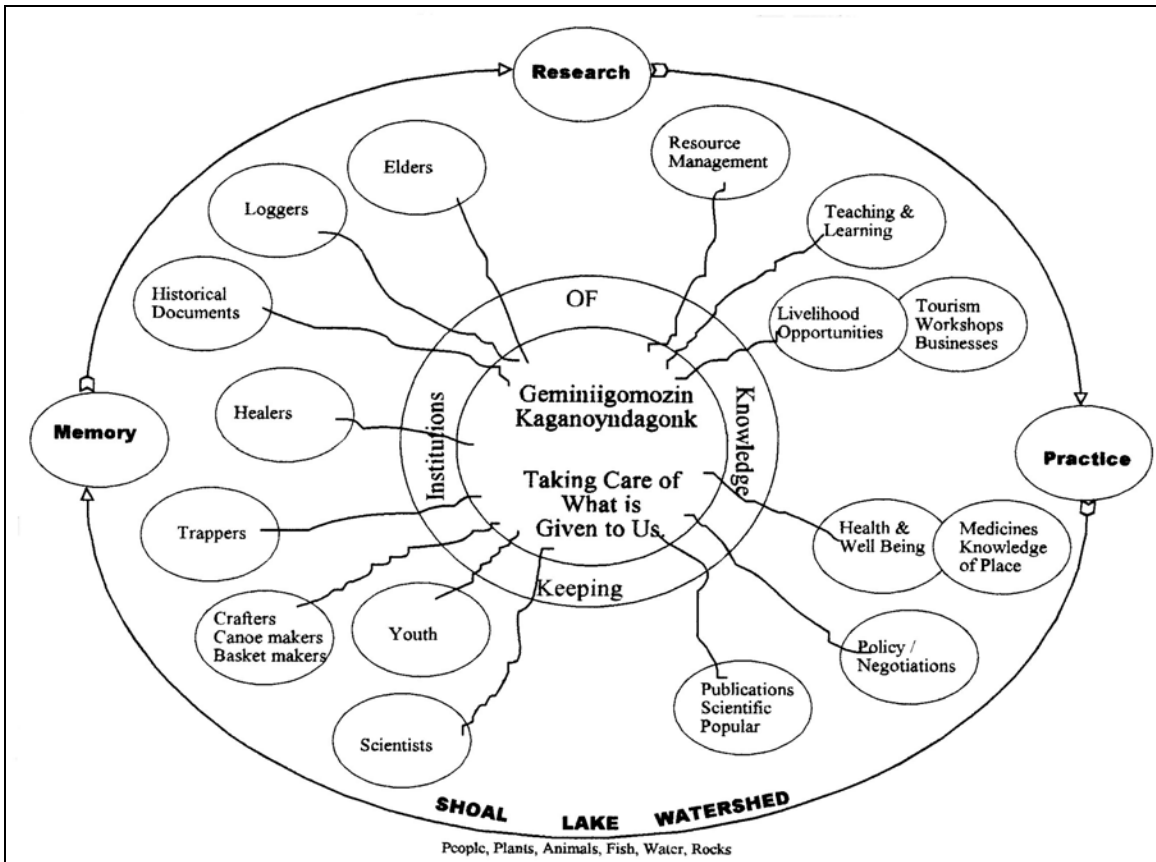 Research
Elders
Resource
Management
Loggers
Teaching &
Learning
Historical
Documents
OF
Livelihood
Opportunities
Tourism
Workshops
Businesses
Geminiigomozin
Kaganoyndagonk
Institutions
Knowledge
Healers
Memory
Practice
Taking Care of
What is
Given to Us.
Trappers
Health &
Well Being
Medicines
Knowledge
of Place
Keeping
Crafters
Canoe makers
Basket makers
Youth
Policy /
Negotiations
Publications
Scientific
Popular
Scientists
SHOAL LAKE WATERSHED
People, Plants, Animals, Fish, Water, Rocks